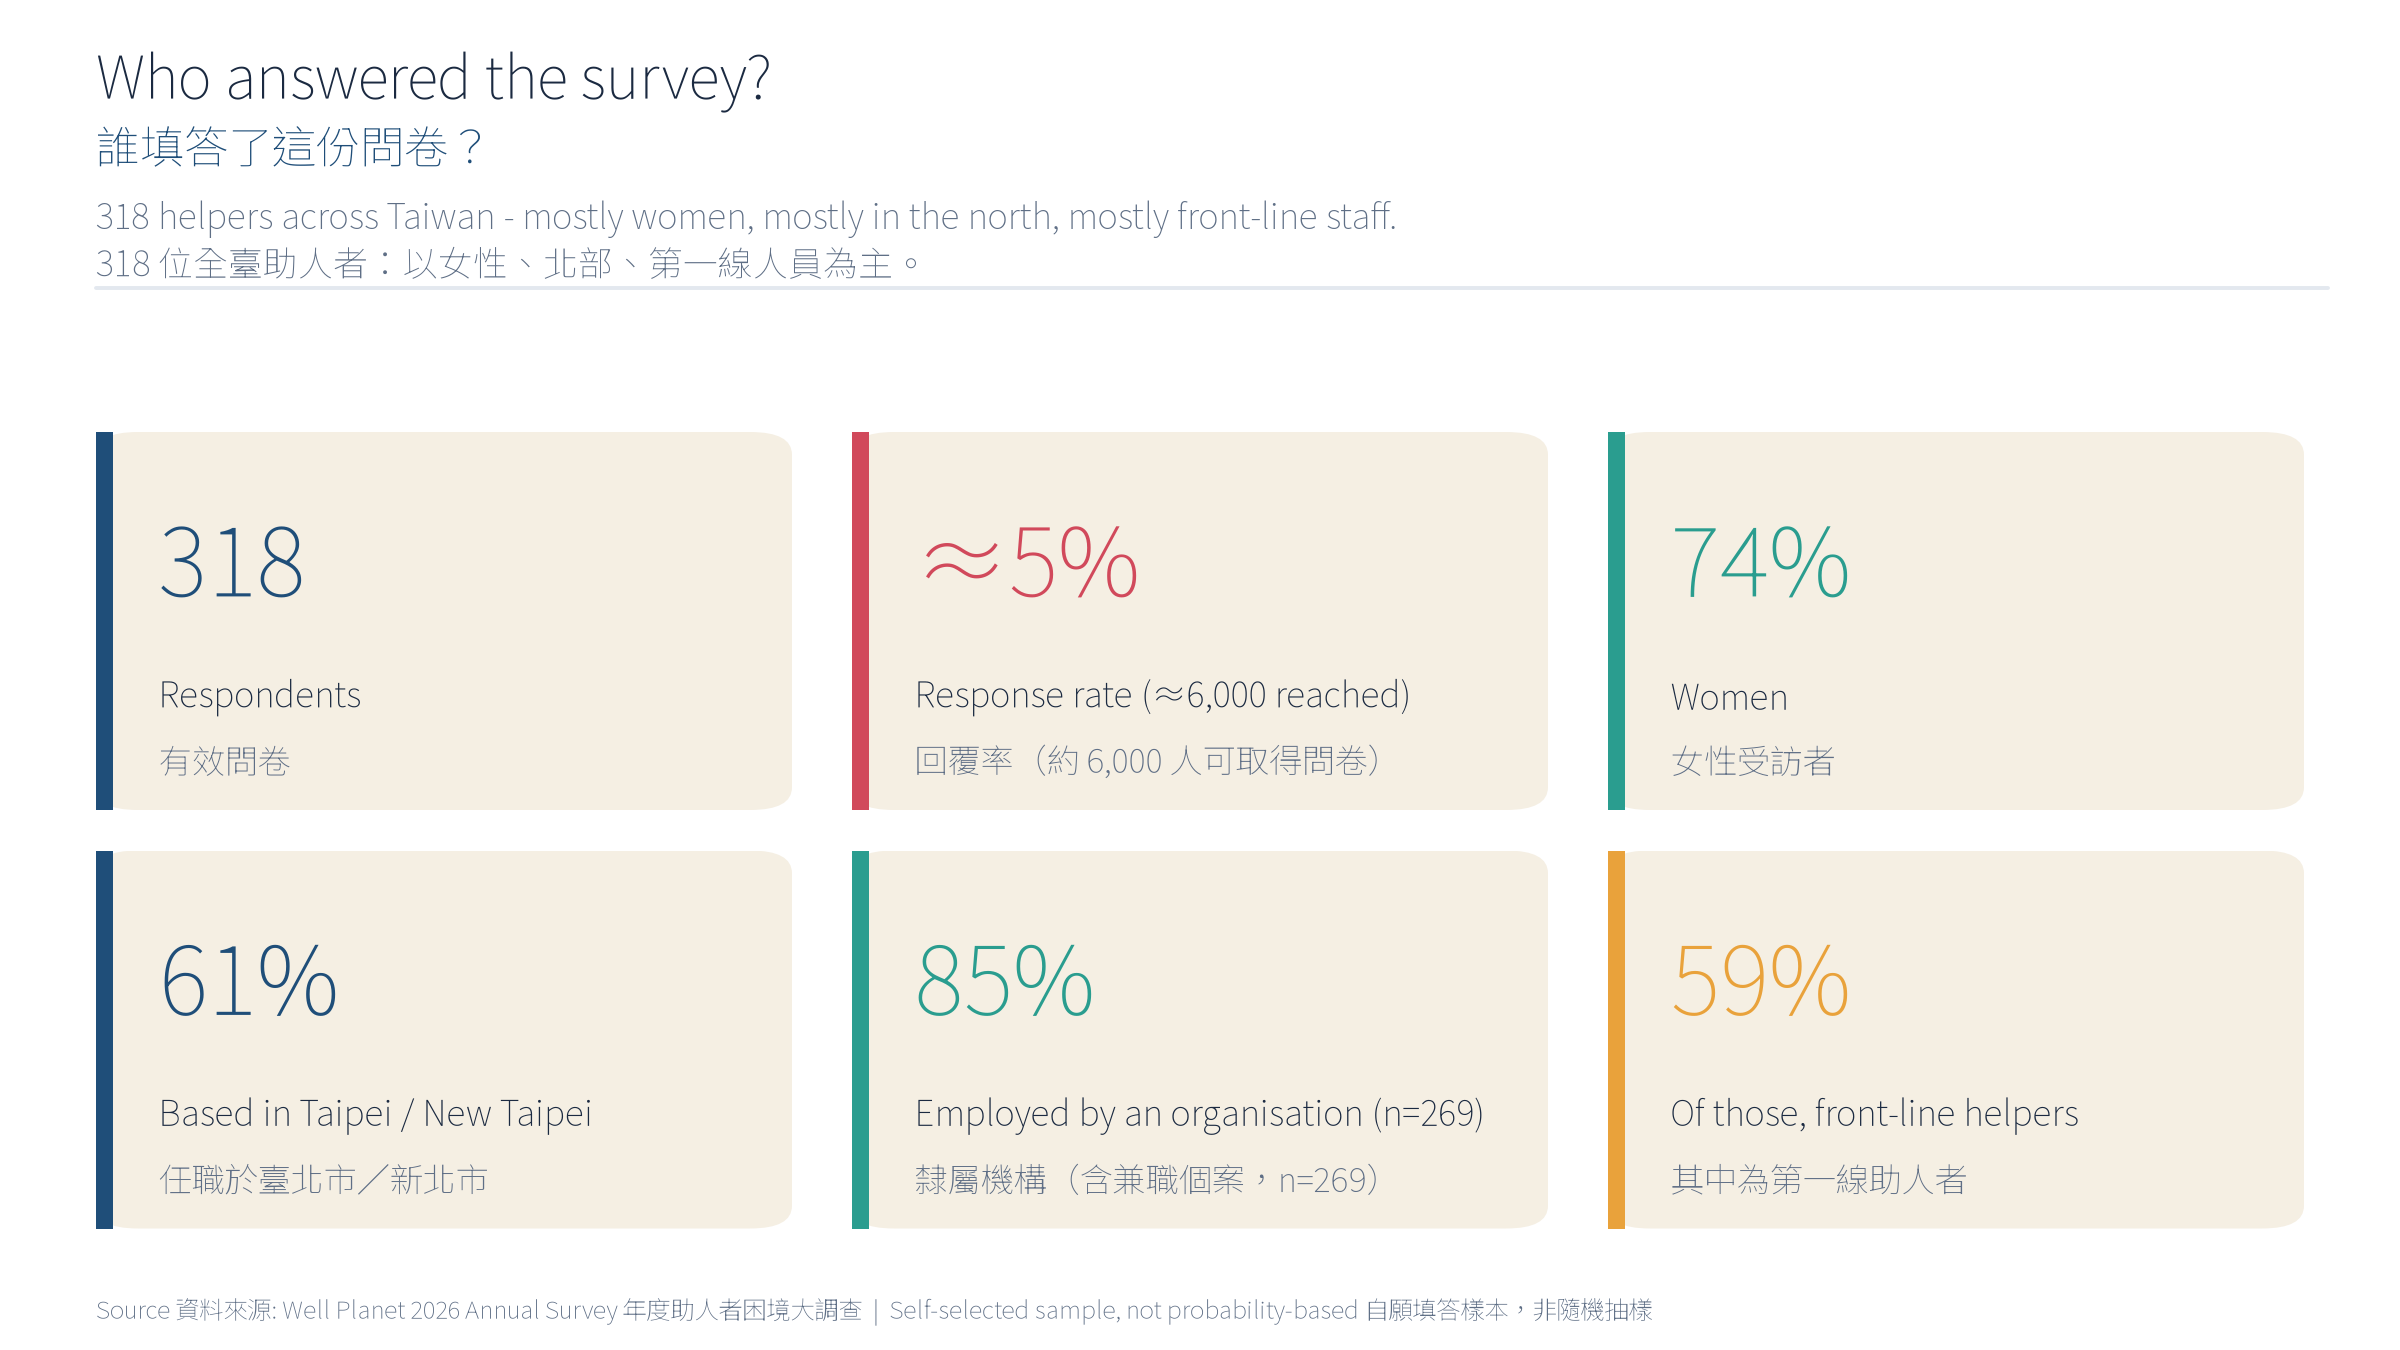 Who answered the survey?
誰填答了這份問卷？
318 helpers across Taiwan - mostly women, mostly in the north, mostly front-line staff.
318 位全臺助人者：以女性、北部、第一線人員為主。
318
Respondents
有效問卷
≈5%
Response rate (≈6,000 reached)
回覆率（約 6,000 人可取得問卷）
74%
Women
女性受訪者
61%
Based in Taipei / New Taipei
任職於臺北市／新北市
85%
Employed by an organisation (n=269)
隸屬機構（含兼職個案，n=269）
59%
Of those, front-line helpers
其中為第一線助人者
Source 資料來源: Well Planet 2026 Annual Survey 年度助人者困境大調查 | Self-selected sample, not probability-based 自願填答樣本，非隨機抽樣